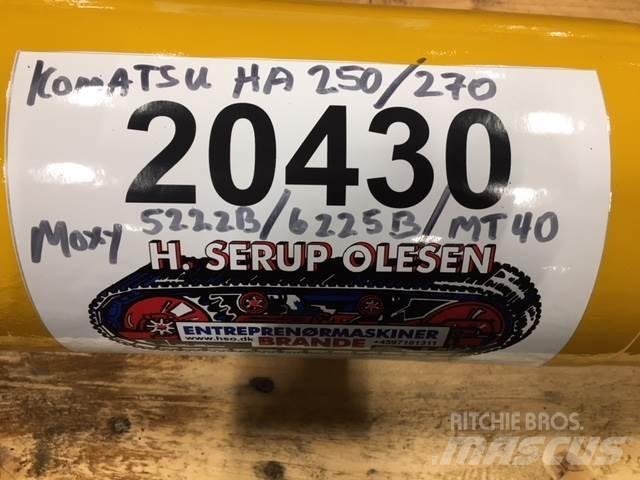 KOMATSU HA 250/270
20430
Moxy 5222B/6225B/MT40
H. SERUP OLESEN
ENTREPRENØRMASKINER
www.hso.dk BRANDE +4597181311
RITCHIE BROS.
MASCUS